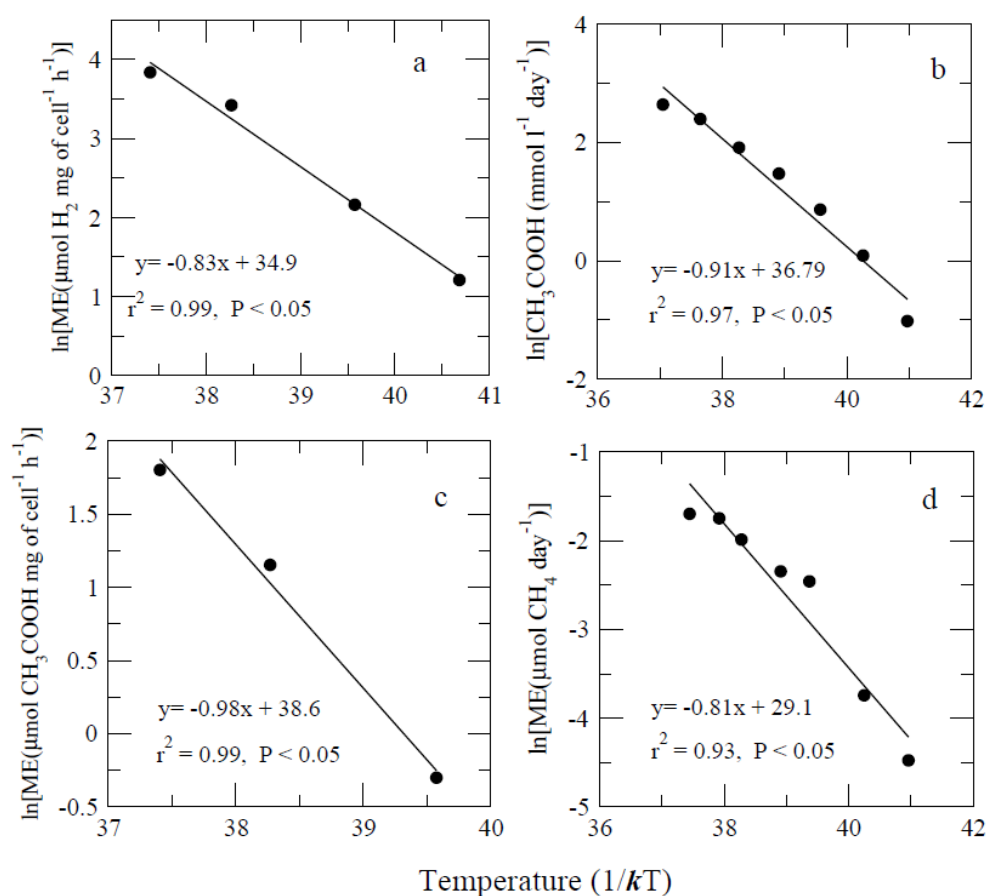 a
ln[ME(μmol H₂ mg of cell⁻¹ h⁻¹)]
4
3
2
1
0
y= -0.83x + 34.9
r² = 0.99, P < 0.05
37 38 39 40 41
b
ln[CH₃COOH (mmol l⁻¹ day⁻¹)]
4
2
0
-2
y= -0.91x + 36.79
r² = 0.97, P < 0.05
36 38 40 42
c
ln[ME(μmol CH₃COOH mg of cell⁻¹ h⁻¹)]
2
1.5
1
0.5
0
-0.5
y= -0.98x + 38.6
r² = 0.99, P < 0.05
37 38 39 40
d
ln[ME(μmol CH₄ day⁻¹)]
-1
-2
-3
-4
-5
y= -0.81x + 29.1
r² = 0.93, P < 0.05
36 38 40 42
Temperature (1/kT)